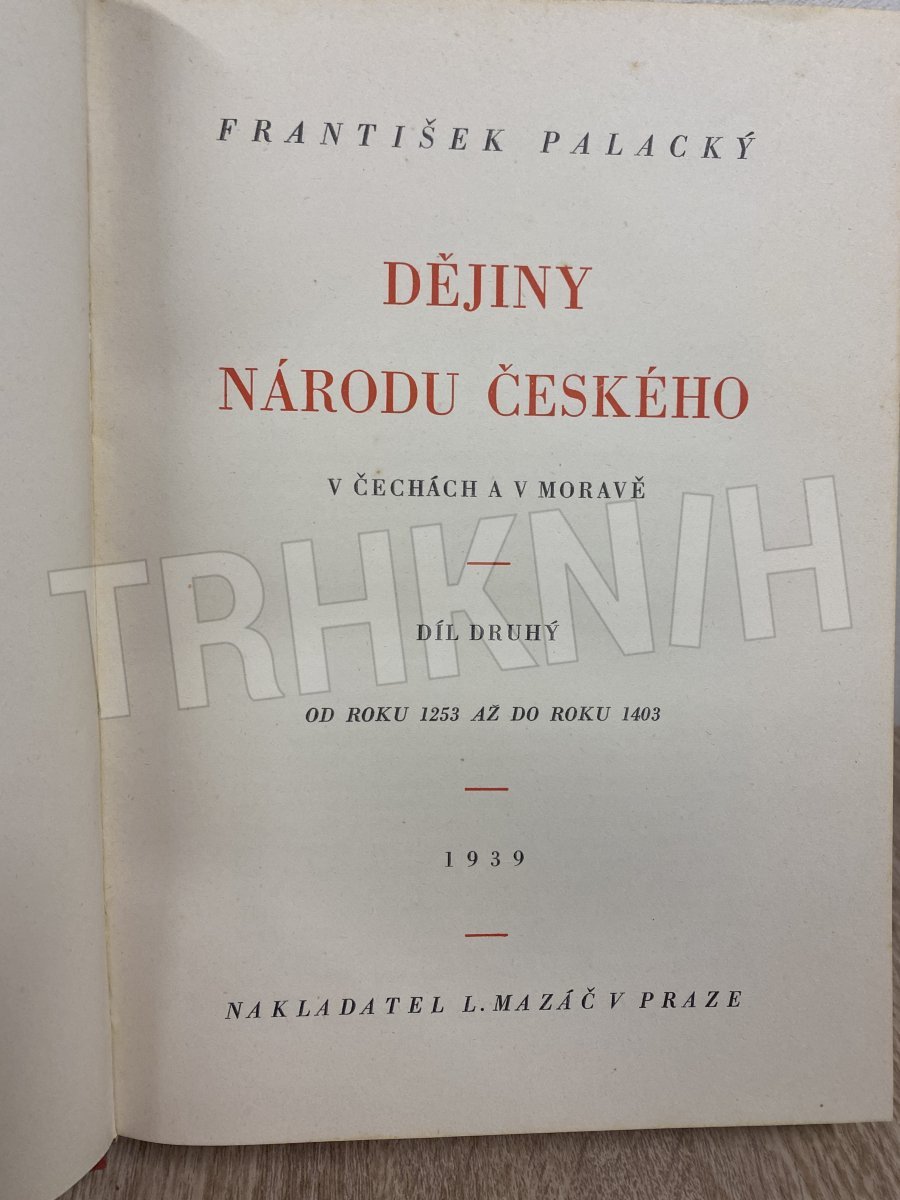 FRANTIŠEK PALACKÝ
DĚJINY
NÁRODU ČESKÉHO
V ČECHÁCH A V MORAVĚ
TRHKNIH
DÍL DRUHÝ
OD ROKU 1253 AŽ DO ROKU 1403
1939
NAKLADATEL L. MAZÁČ V PRAZE